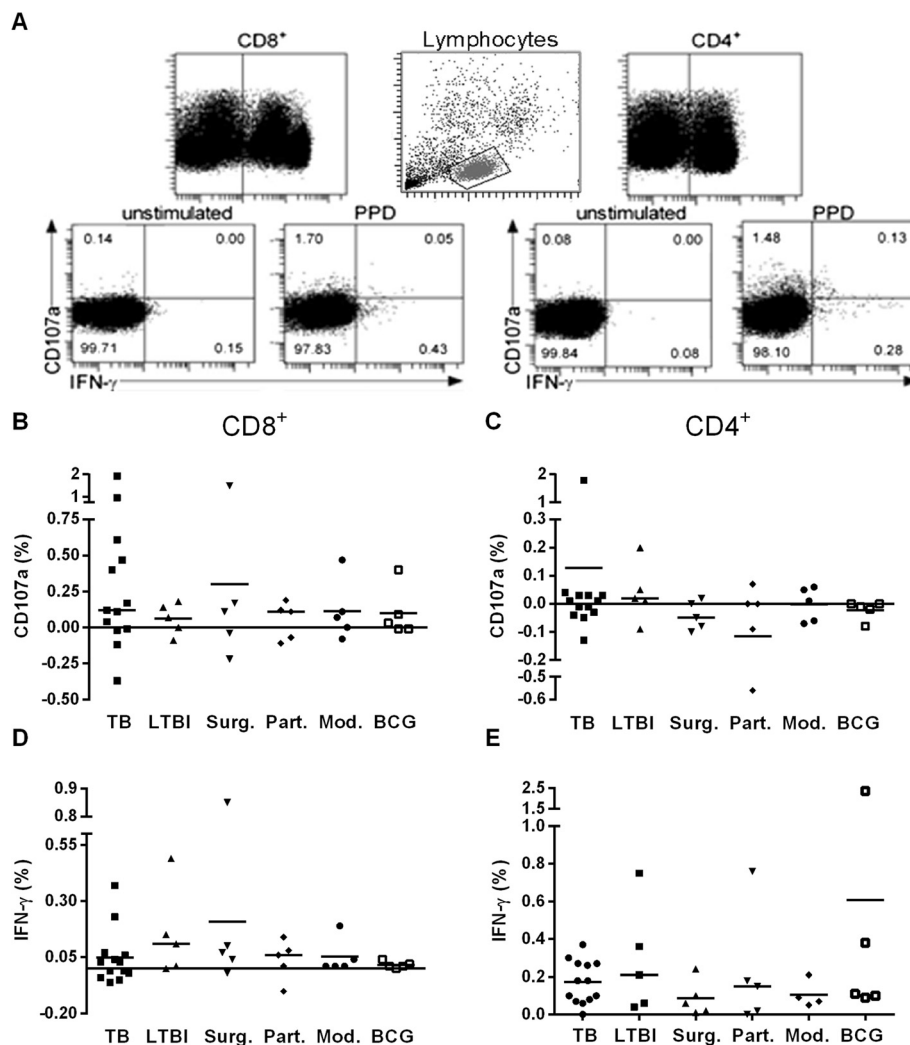 A
CD8+
Lymphocytes
CD4+
unstimulated
PPD
unstimulated
PPD
0.14
0.00
1.70
0.05
0.08
0.00
1.48
0.13
CD107a
CD107a
99.71
0.15
97.83
0.43
99.84
0.08
98.10
0.28
IFN-γ
IFN-γ
B
CD8+
C
CD4+
CD107a (%)
2
1
0.75
0.50
0.25
0.00
-0.25
-0.50
TB LTBI Surg. Part. Mod. BCG
CD107a (%)
2
1
0.3
0.2
0.1
0.0
-0.1
-0.2
-0.5
-0.6
TB LTBI Surg. Part. Mod. BCG
D
IFN-γ (%)
0.9
0.8
0.55
0.30
0.05
-0.20
TB LTBI Surg. Part. Mod. BCG
E
IFN-γ (%)
2.5
1.5
1.0
0.8
0.6
0.4
0.2
0.0
TB LTBI Surg. Part. Mod. BCG